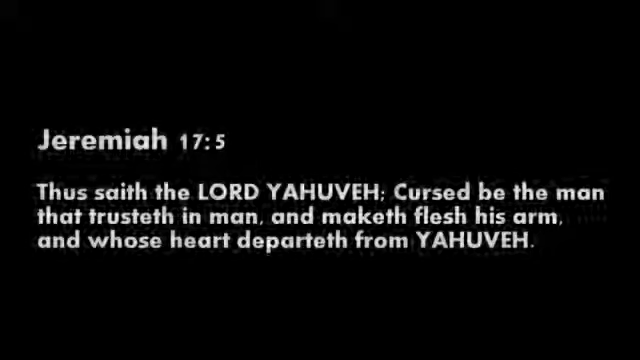 Jeremiah 17:5
Thus saith the LORD YAHUVEH; Cursed be the man
that trusteth in man, and maketh flesh his arm,
and whose heart departeth from YAHUVEH.